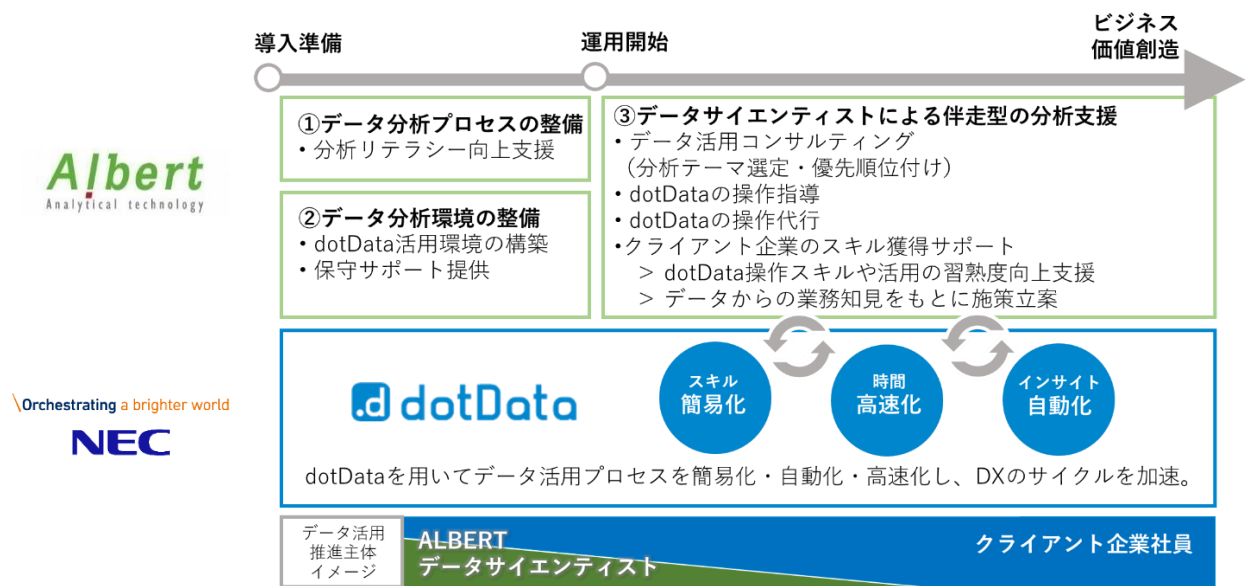 導入準備
運用開始
ビジネス
価値創造
Albert
Analytical technology
①データ分析プロセスの整備
・分析リテラシー向上支援
②データ分析環境の整備
・dotData活用環境の構築
・保守サポート提供
③データサイエンティストによる伴走型の分析支援
・データ活用コンサルティング
（分析テーマ選定・優先順位付け）
・dotDataの操作指導
・dotDataの操作代行
・クライアント企業のスキル獲得サポート
> dotData操作スキルや活用の習熟度向上支援
> データからの業務知見をもとに施策立案
\Orchestrating a brighter world
NEC
.d dotData
スキル
簡易化
時間
高速化
インサイト
自動化
dotDataを用いてデータ活用プロセスを簡易化・自動化・高速化し、DXのサイクルを加速。
データ活用
推進主体
イメージ
ALBERT
データサイエンティスト
クライアント企業社員